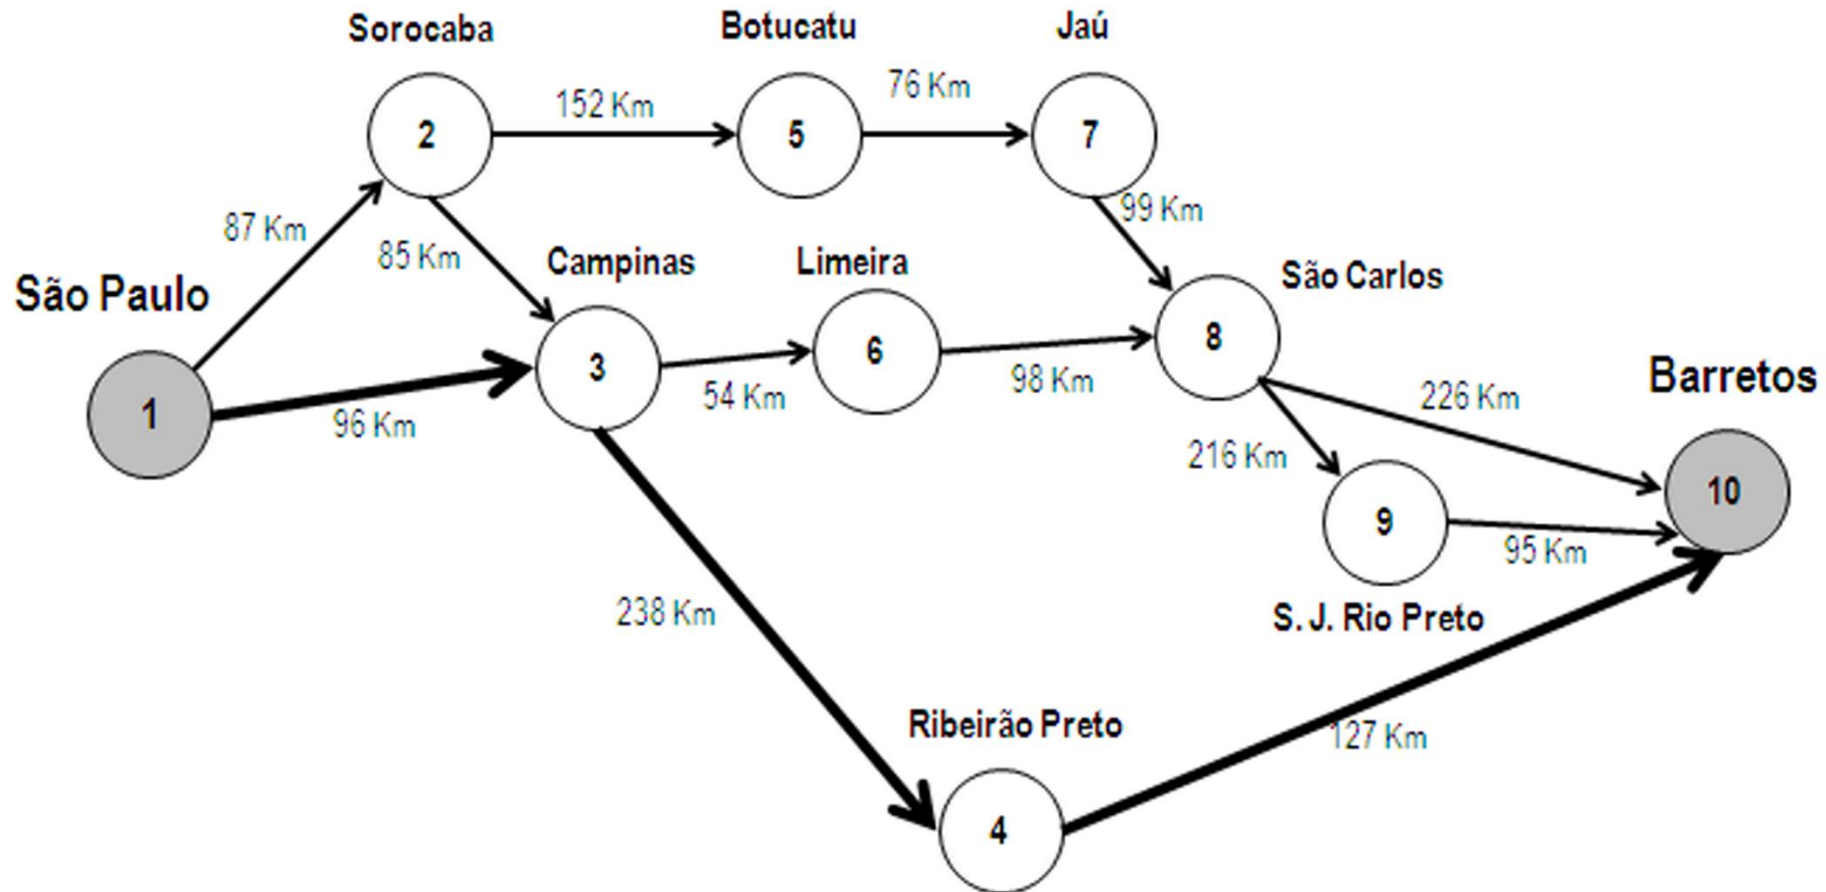 Sorocaba
Botucatu
Jaú
2
152 Km
5
76 Km
7
87 Km
85 Km
99 Km
São Paulo
Campinas
Limeira
São Carlos
1
96 Km
3
54 Km
6
98 Km
8
226 Km
Barretos
216 Km
9
95 Km
10
238 Km
S. J. Rio Preto
Ribeirão Preto
127 Km
4